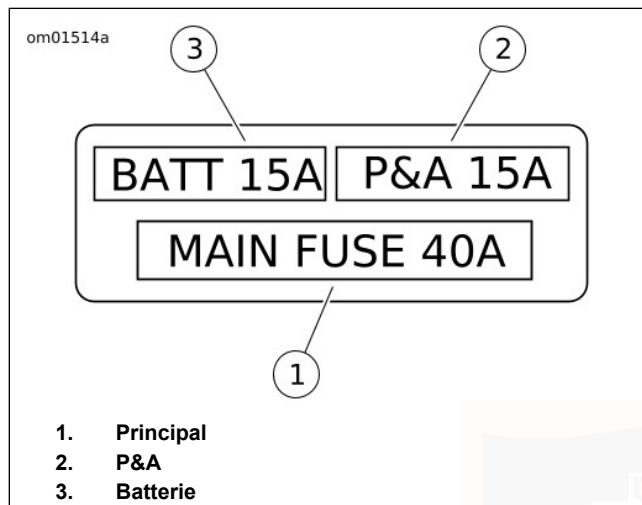 om01514a
3 2
BATT 15A P&A 15A
MAIN FUSE 40A
1
1. Principal
2. P&A
3. Batterie